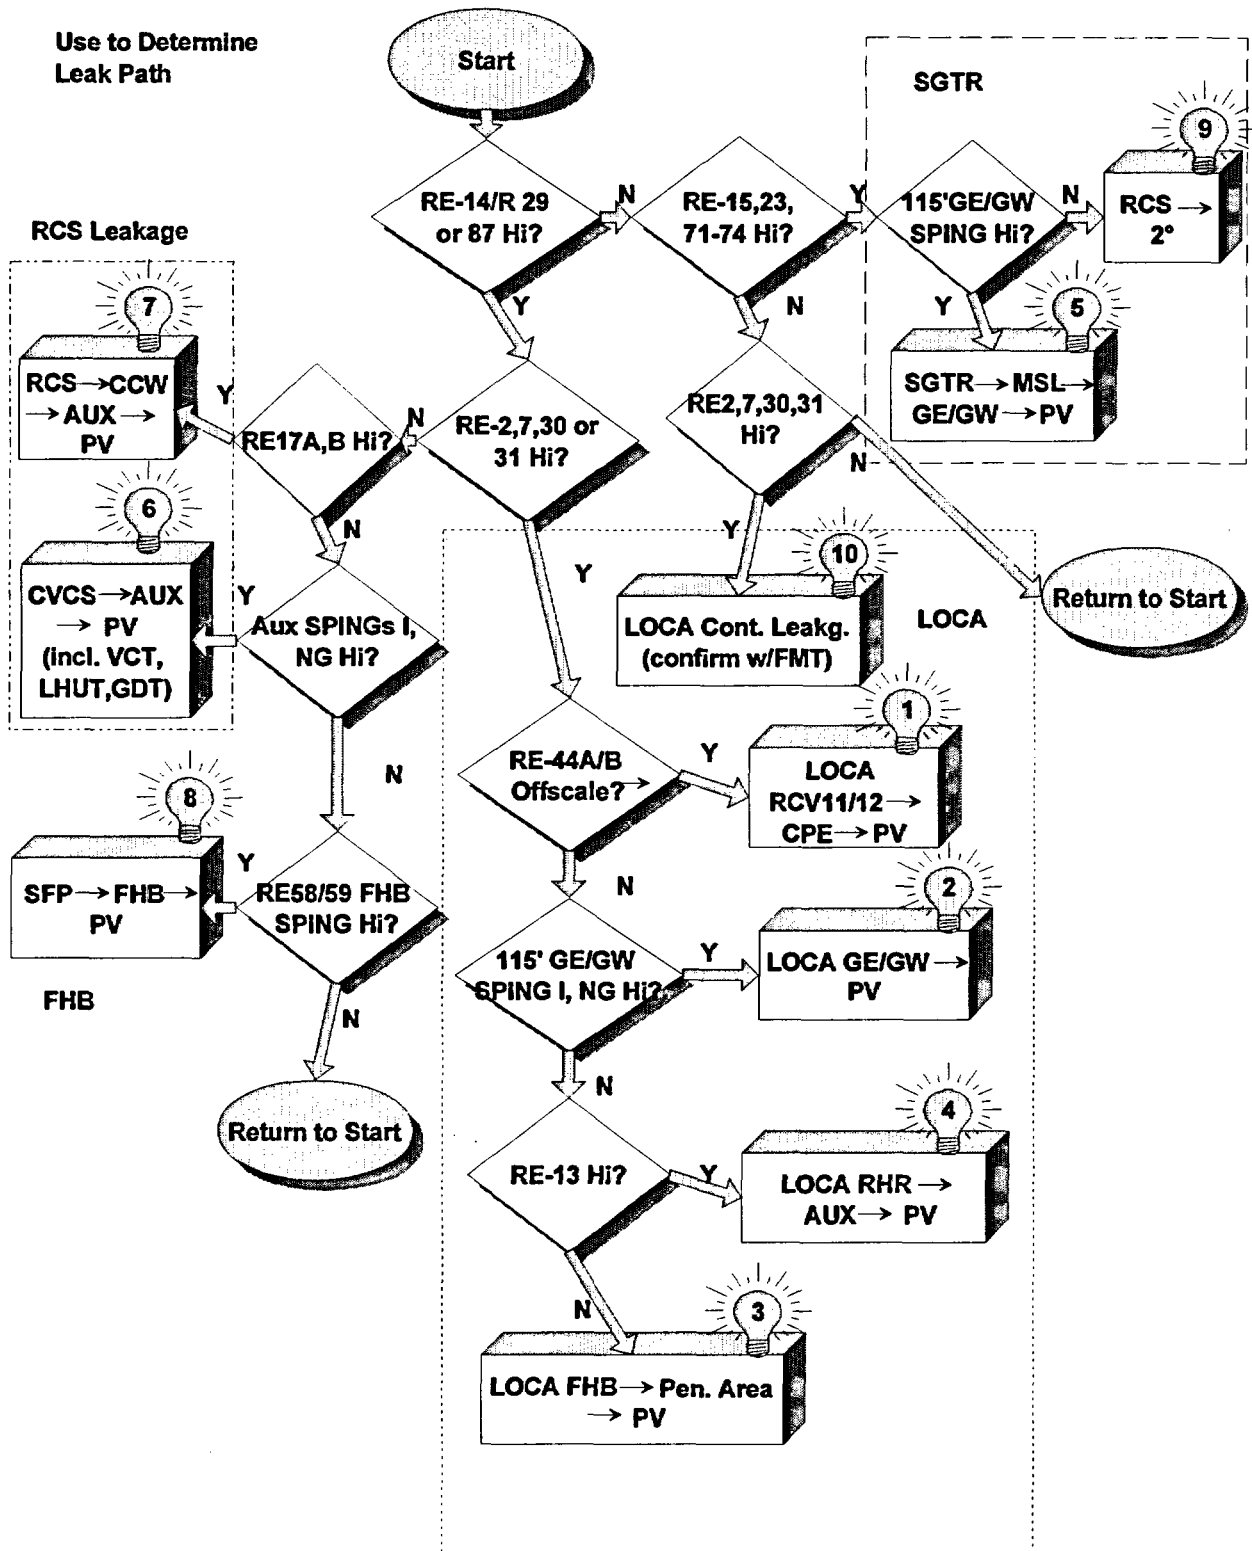 Use to Determine
Leak Path
Start
SGTR
9
RE-14/R 29
or 87 Hi?
N
RE-15,23,
71-74 Hi?
Y
115'GE/GW
SPING Hi?
N
RCS →
2°
RCS Leakage
7
RCS→CCW
→AUX→
PV
Y
Y
N
Y
5
SGTR→MSL→
GE/GW→PV
RE17A,B Hi?
N
RE-2,7,30 or
31 Hi?
RE2,7,30,31
Hi?
N
6
CVCS→AUX
→ PV
(incl. VCT,
LHUT,GDT)
N
Y
Aux SPINGs I,
NG Hi?
Y
Y
10
LOCA Cont. Leakg.
(confirm w/FMT)
LOCA
Return to Start
N
RE-44A/B
Offscale?→
Y
1
LOCA
RCV11/12→
CPE→PV
8
SFP→FHB→
PV
FHB
Y
RE58/59 FHB
SPING Hi?
N
N
115' GE/GW
SPING I, NG Hi?
Y
2
LOCA GE/GW→
PV
Return to Start
N
RE-13 Hi?
Y
4
LOCA RHR→
AUX→ PV
N
3
LOCA FHB→Pen. Area
→ PV